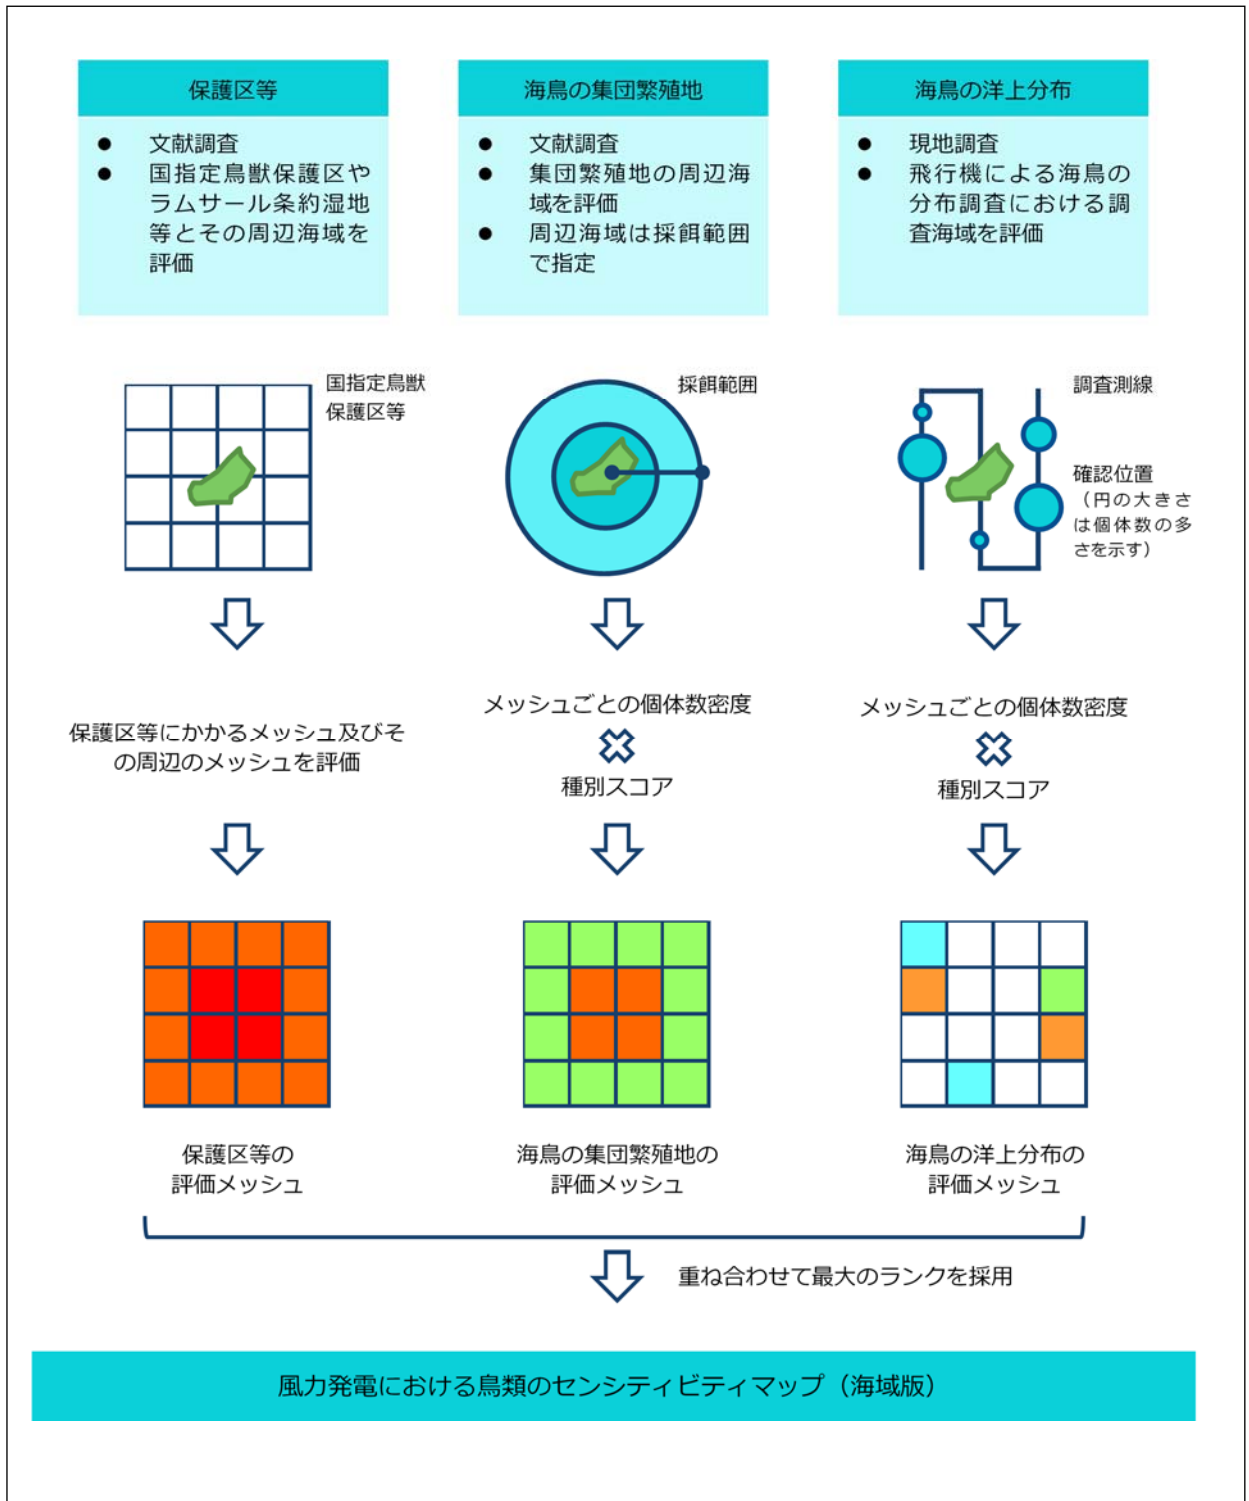 保護区等
● 文献調査
● 国指定鳥獣保護区や
ラムサール条約湿地
等とその周辺海域を
評価
海鳥の集団繁殖地
● 文献調査
● 集団繁殖地の周辺海
域を評価
● 周辺海域は採餌範囲
で指定
海鳥の洋上分布
● 現地調査
● 飛行機による海鳥の
分布調査における調
査海域を評価
国指定鳥獣
保護区等
採餌範囲
調査測線
確認位置
（円の大きさ
は個体数の多
さを示す）
保護区等にかかるメッシュ及びそ
の周辺のメッシュを評価
メッシュごとの個体数密度
種別スコア
メッシュごとの個体数密度
種別スコア
保護区等の
評価メッシュ
海鳥の集団繁殖地の
評価メッシュ
海鳥の洋上分布の
評価メッシュ
重ね合わせて最大のランクを採用
風力発電における鳥類のセンシティビティマップ（海域版）